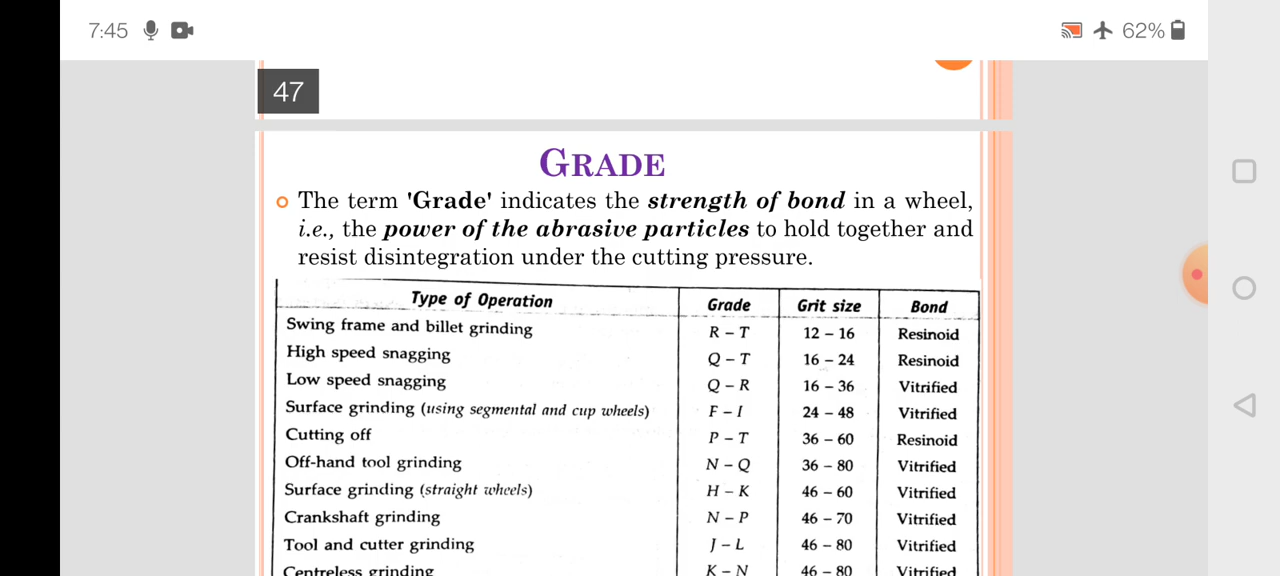 7:45
62%
47
GRADE
The term 'Grade' indicates the strength of bond in a wheel,
i.e., the power of the abrasive particles to hold together and
resist disintegration under the cutting pressure.
Type of Operation Grade Grit size Bond
Swing frame and billet grinding R – T 12 – 16 Resinoid
High speed snagging Q – T 16 – 24 Resinoid
Low speed snagging Q – R 16 – 36 Vitrified
Surface grinding (using segmental and cup wheels) F – I 24 – 48 Vitrified
Cutting off P – T 36 – 60 Resinoid
Off-hand tool grinding N – Q 36 – 80 Vitrified
Surface grinding (straight wheels) H – K 46 – 60 Vitrified
Crankshaft grinding N – P 46 – 70 Vitrified
Tool and cutter grinding J – L 46 – 80 Vitrified
Centreless grinding K – N 46 – 80 Vitrified